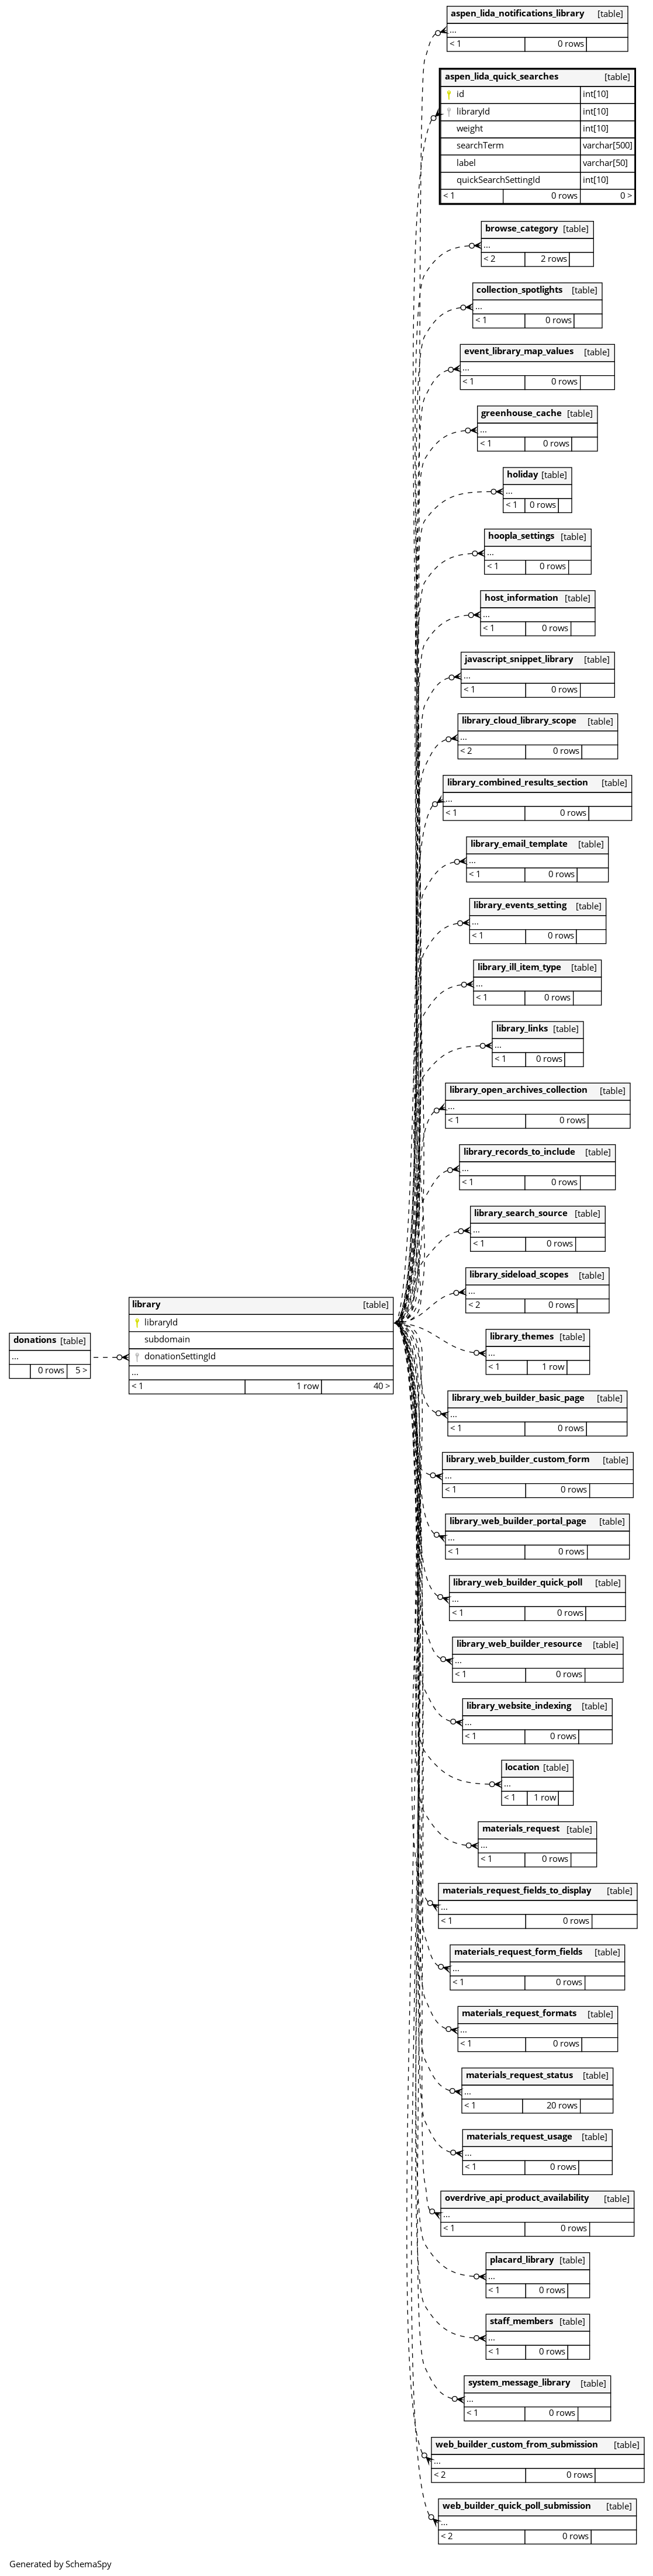 aspen_lida_notifications_library [table]
...
< 1 0 rows
aspen_lida_quick_searches [table]
id int[10]
libraryId int[10]
weight int[10]
searchTerm varchar[500]
label varchar[50]
quickSearchSettingId int[10]
< 1 0 rows 0 >
browse_category [table]
...
< 2 2 rows
collection_spotlights [table]
...
< 1 0 rows
event_library_map_values [table]
...
< 1 0 rows
greenhouse_cache [table]
...
< 1 0 rows
holiday [table]
...
< 1 0 rows
hoopla_settings [table]
...
< 1 0 rows
host_information [table]
...
< 1 0 rows
javascript_snippet_library [table]
...
< 1 0 rows
library_cloud_library_scope [table]
...
< 2 0 rows
library_combined_results_section [table]
...
< 1 0 rows
library_email_template [table]
...
< 1 0 rows
library_events_setting [table]
...
< 1 0 rows
library_ill_item_type [table]
...
< 1 0 rows
library_links [table]
...
< 1 0 rows
library_open_archives_collection [table]
...
< 1 0 rows
library_records_to_include [table]
...
< 1 0 rows
library_search_source [table]
...
< 1 0 rows
library_sideload_scopes [table]
...
< 2 0 rows
library [table]
libraryId
subdomain
donationSettingId
...
< 1 1 row 40 >
donations [table]
...
0 rows 5 >
library_themes [table]
...
< 1 1 row
library_web_builder_basic_page [table]
...
< 1 0 rows
library_web_builder_custom_form [table]
...
< 1 0 rows
library_web_builder_portal_page [table]
...
< 1 0 rows
library_web_builder_quick_poll [table]
...
< 1 0 rows
library_web_builder_resource [table]
...
< 1 0 rows
library_website_indexing [table]
...
< 1 0 rows
location [table]
...
< 1 1 row
materials_request [table]
...
< 1 0 rows
materials_request_fields_to_display [table]
...
< 1 0 rows
materials_request_form_fields [table]
...
< 1 0 rows
materials_request_formats [table]
...
< 1 0 rows
materials_request_status [table]
...
< 1 20 rows
materials_request_usage [table]
...
< 1 0 rows
overdrive_api_product_availability [table]
...
< 1 0 rows
placard_library [table]
...
< 1 0 rows
staff_members [table]
...
< 1 0 rows
system_message_library [table]
...
< 1 0 rows
web_builder_custom_from_submission [table]
...
< 2 0 rows
web_builder_quick_poll_submission [table]
...
< 2 0 rows
Generated by SchemaSpy